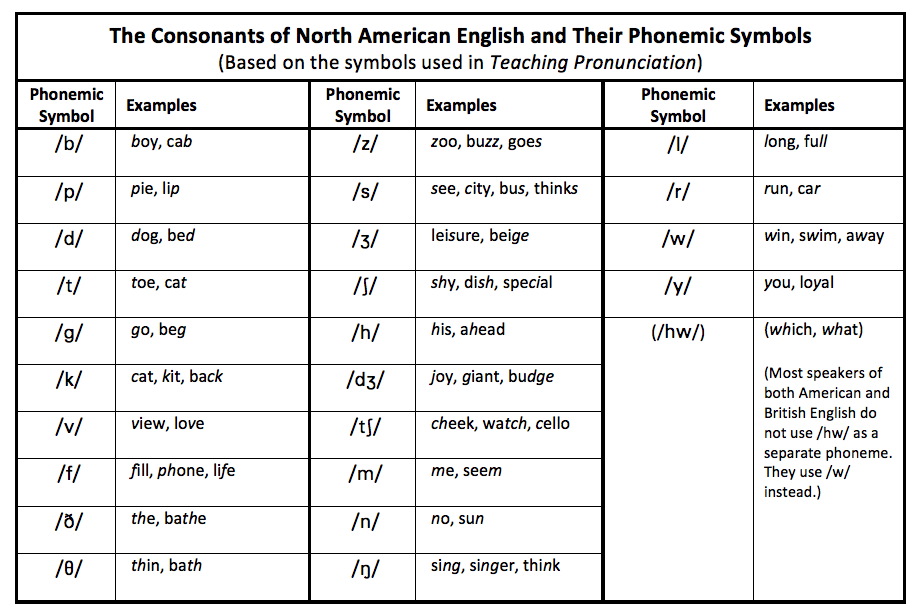 The Consonants of North American English and Their Phonemic Symbols
(Based on the symbols used in Teaching Pronunciation)
Phonemic Symbol Examples Phonemic Symbol Examples Phonemic Symbol Examples
/b/ boy, cab /z/ zoo, buzz, goes /l/ long, full
/p/ pie, lip /s/ see, city, bus, thinks /r/ run, car
/d/ dog, bed /ʒ/ leisure, beige /w/ win, swim, away
/t/ toe, cat /ʃ/ shy, dish, special /y/ you, loyal
/g/ go, beg /h/ his, ahead (/hw/) (which, what)
/k/ cat, kit, back /dʒ/ joy, giant, budge (Most speakers of
both American and
British English do
/v/ view, love /tʃ/ cheek, watch, cello not use /hw/ as a
separate phoneme.
/f/ fill, phone, life /m/ me, seem They use /w/
instead.)
/ð/ the, bathe /n/ no, sun
/θ/ thin, bath /ŋ/ sing, singer, think